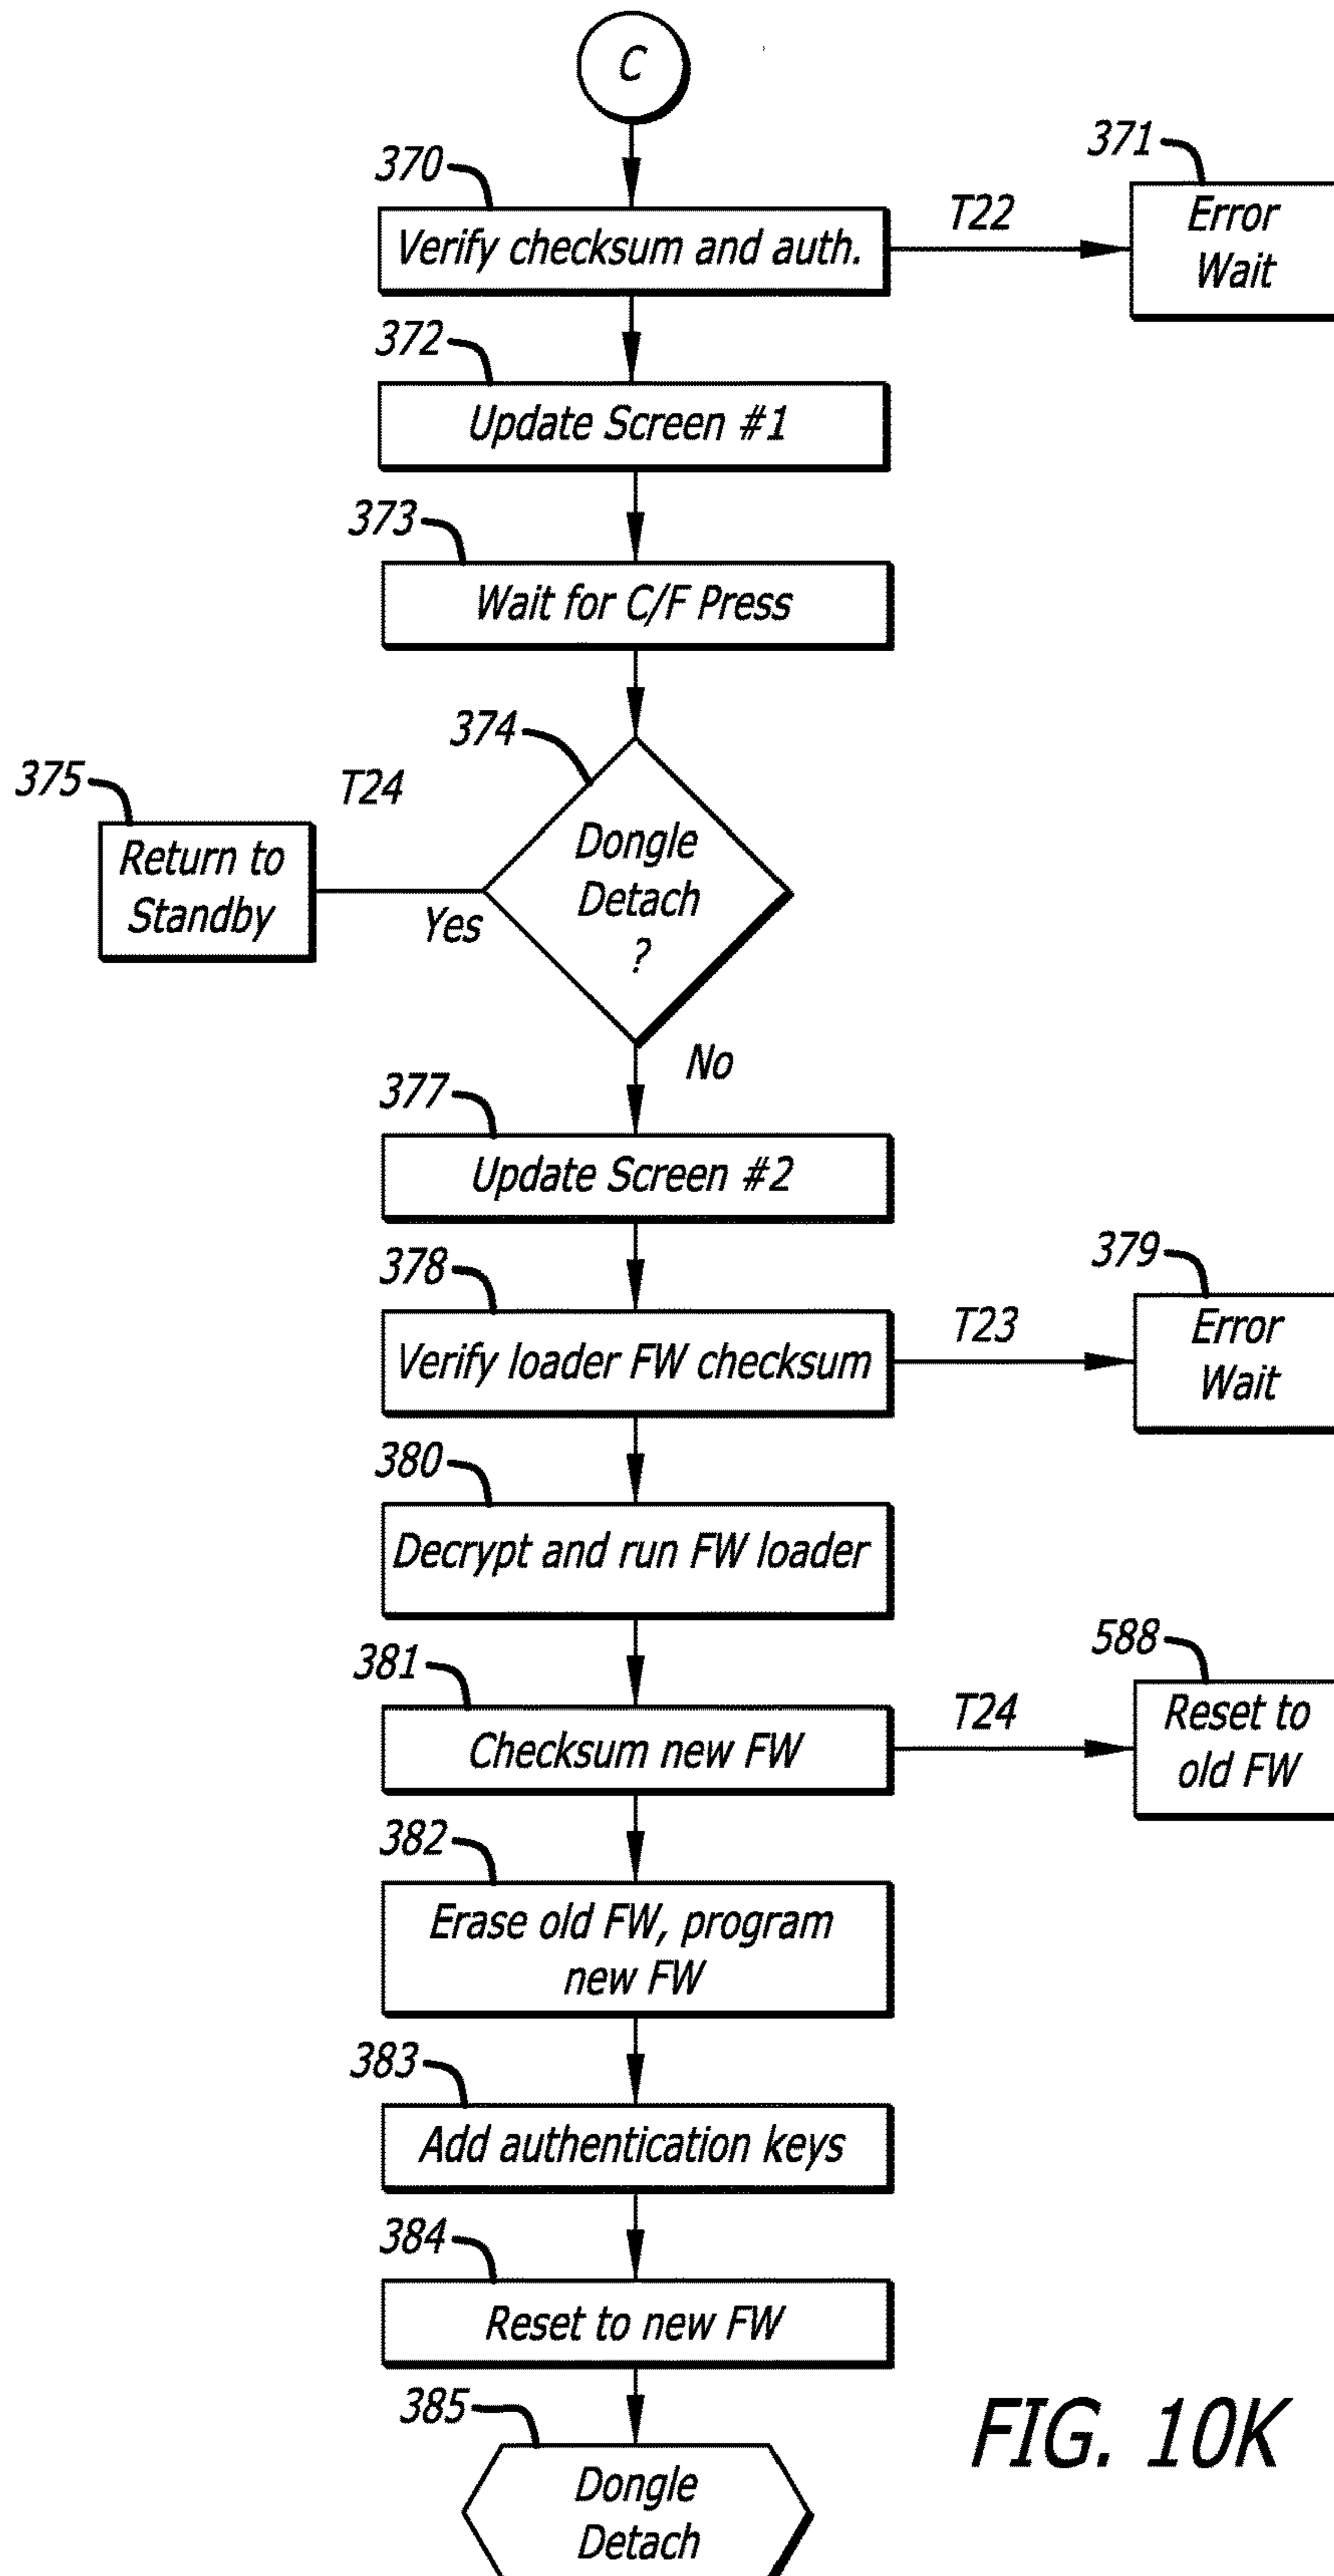 C
370
Verify checksum and auth.
T22
371
Error
Wait
372
Update Screen #1
373
Wait for C/F Press
374
Dongle
Detach
?
375
Return to
Standby
T24
Yes
No
377
Update Screen #2
378
Verify loader FW checksum
T23
379
Error
Wait
380
Decrypt and run FW loader
381
Checksum new FW
T24
588
Reset to
old FW
382
Erase old FW, program
new FW
383
Add authentication keys
384
Reset to new FW
385
Dongle
Detach
FIG. 10K